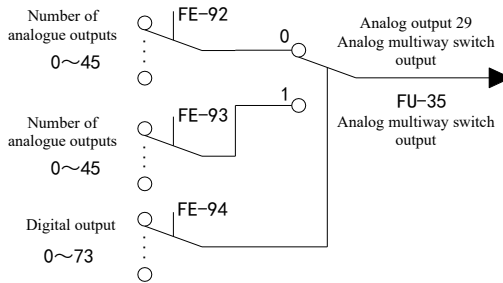 Number of
analogue outputs
0～45
FE-92
0
Analog output 29
Analog multiway switch
output
FU-35
Analog multiway switch
output
Number of
analogue outputs
0～45
FE-93
1
Digital output
0～73
FE-94